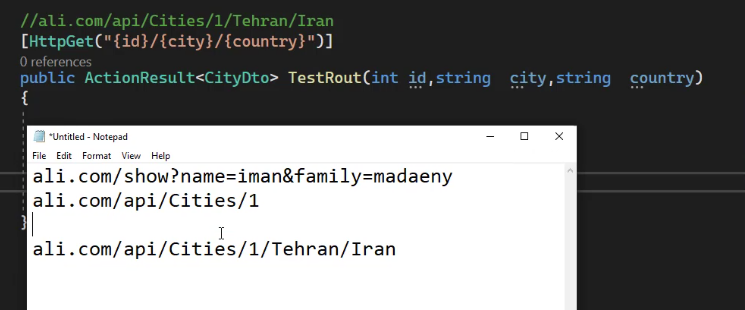 //ali.com/api/Cities/1/Tehran/Iran
[HttpGet("{id}/{city}/{country}")]
0 references
public ActionResult<CityDto> TestRout(int id,string  city,string  country)
{
*Untitled - Notepad
File Edit Format View Help
ali.com/show?name=iman&family=madaeny
ali.com/api/Cities/1
}
ali.com/api/Cities/1/Tehran/Iran